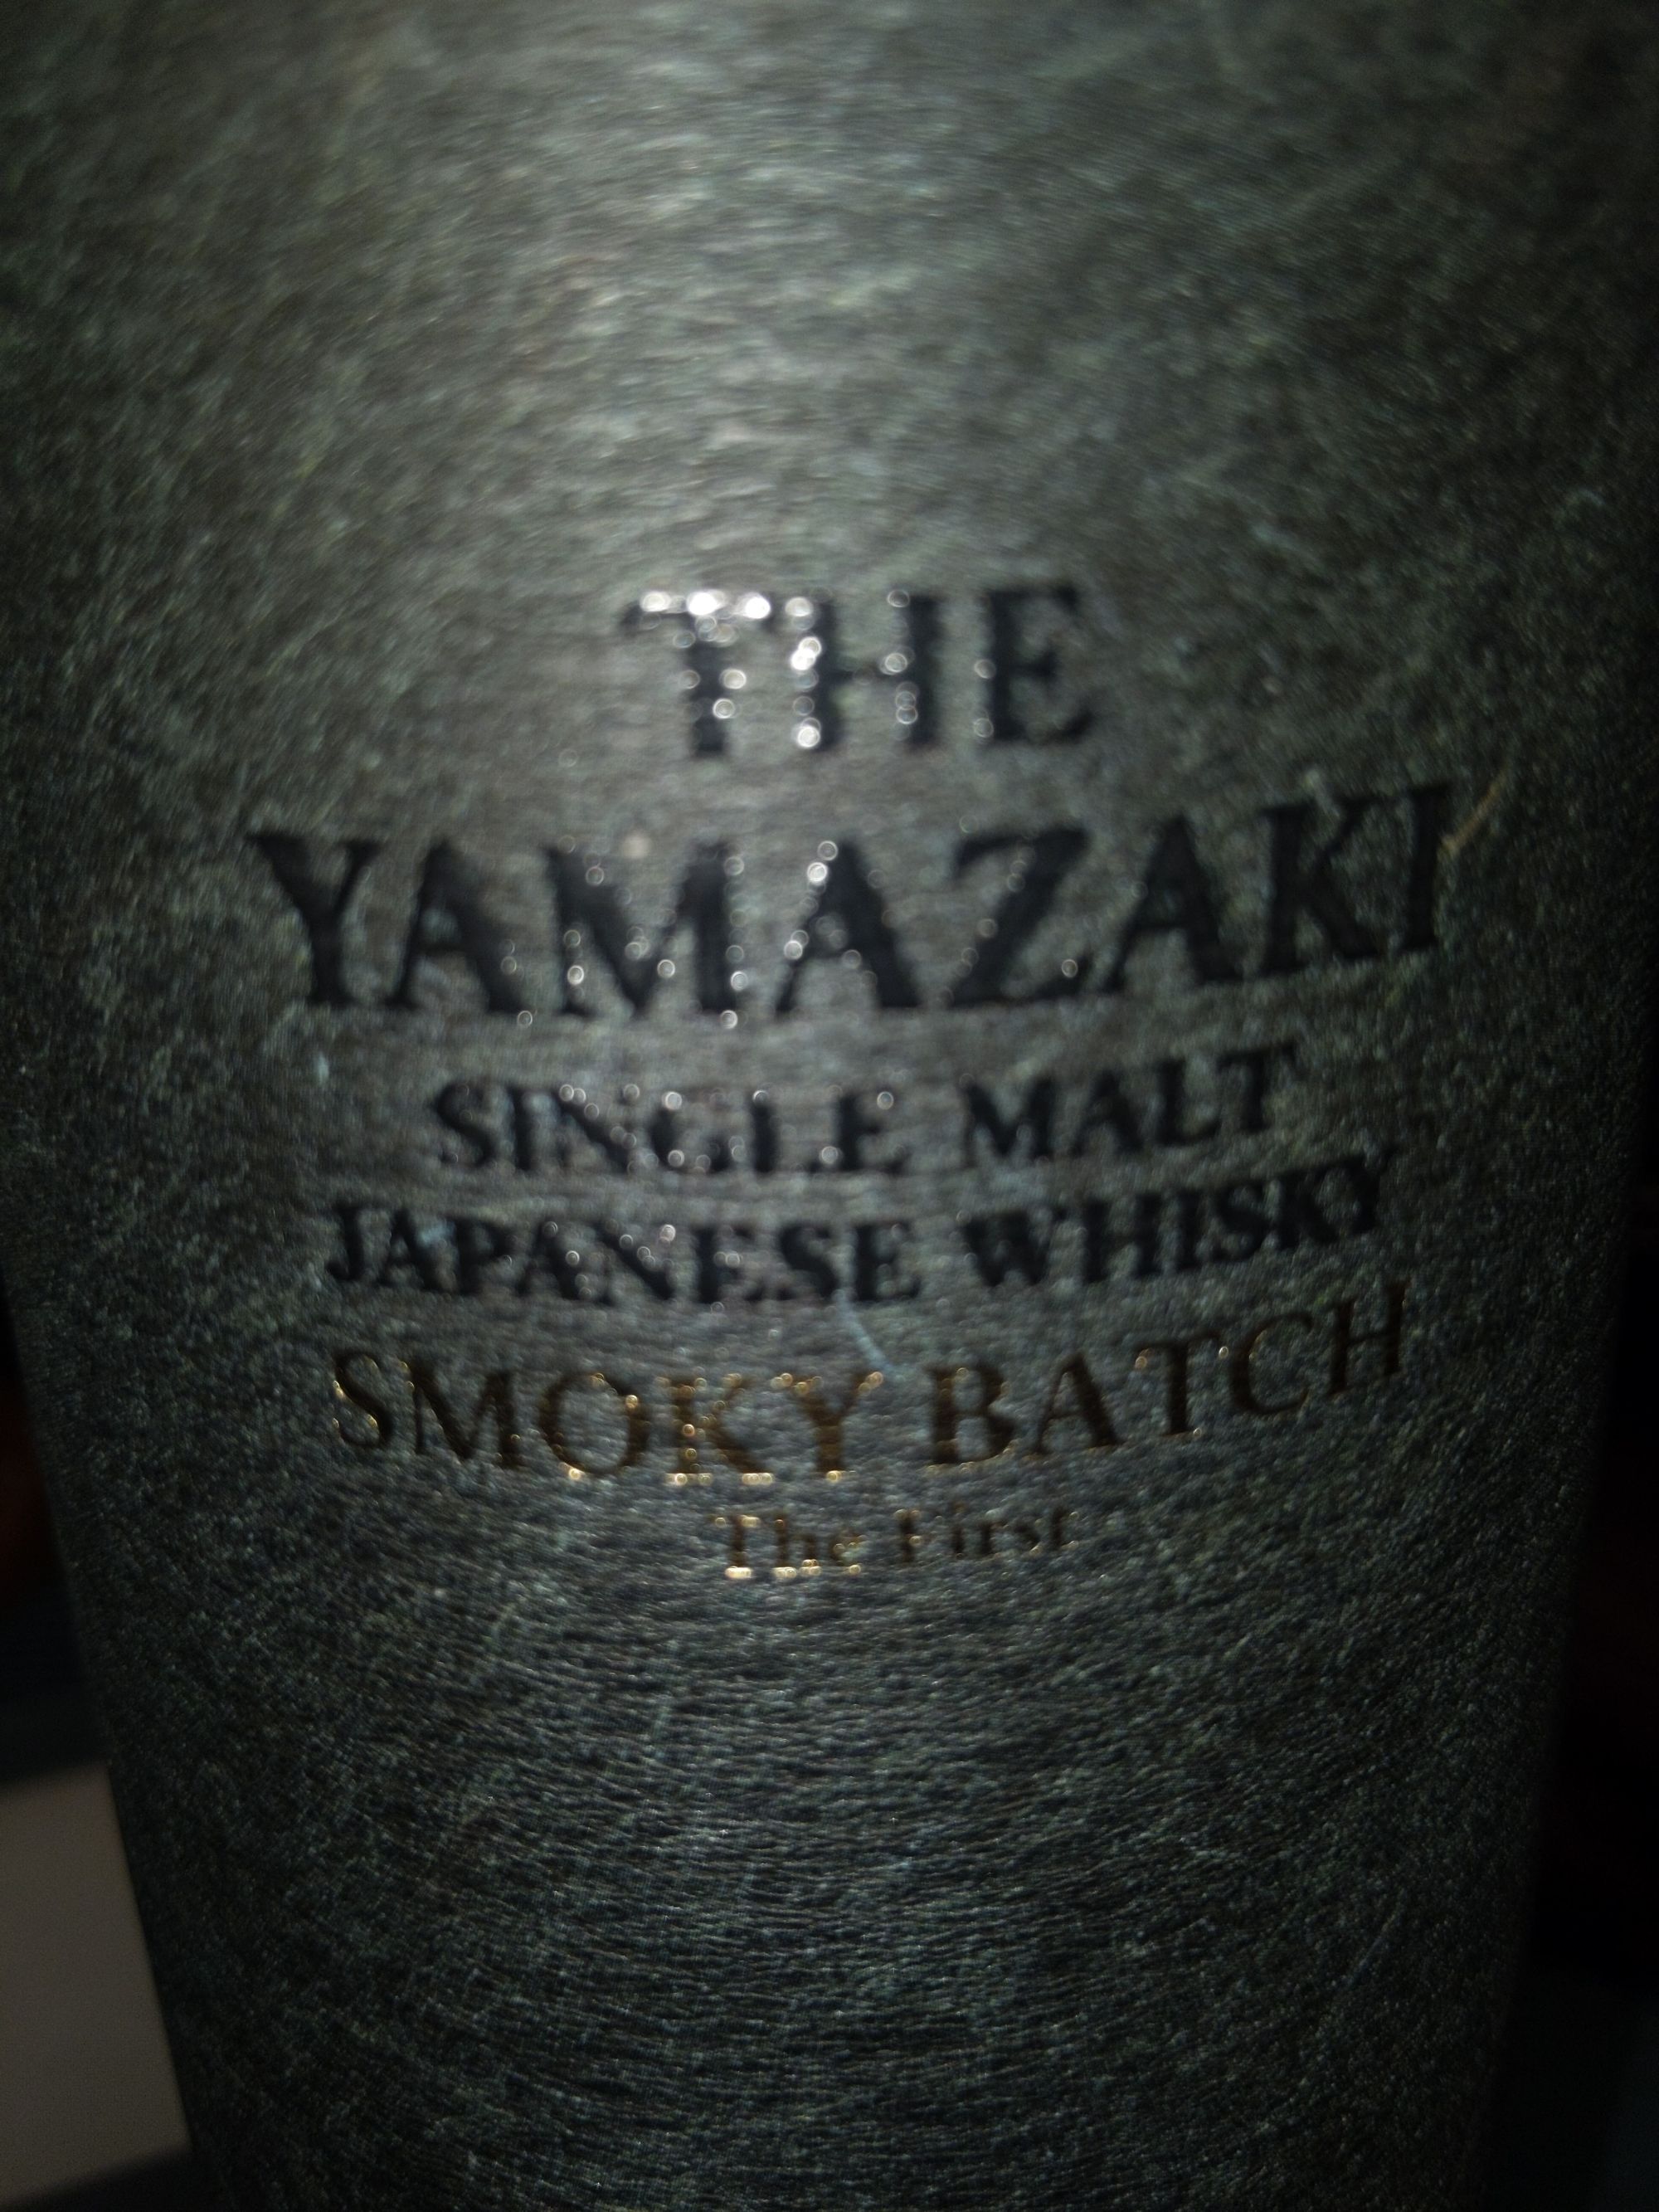 THE
YAMAZAKI
SINGLE MALT
JAPANESE WHISKY
SMOKY BATCH
The First